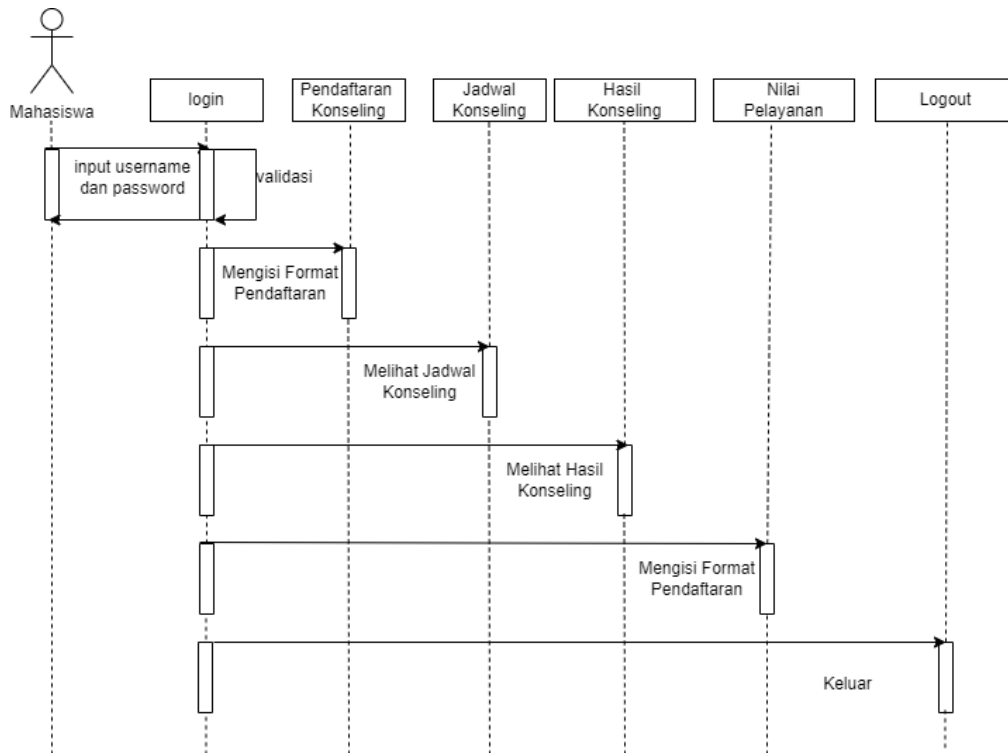 Mahasiswa
login
Pendaftaran
Konseling
Jadwal
Konseling
Hasil
Konseling
Nilai
Pelayanan
Logout
input username
dan password
validasi
Mengisi Format
Pendaftaran
Melihat Jadwal
Konseling
Melihat Hasil
Konseling
Mengisi Format
Pendaftaran
Keluar